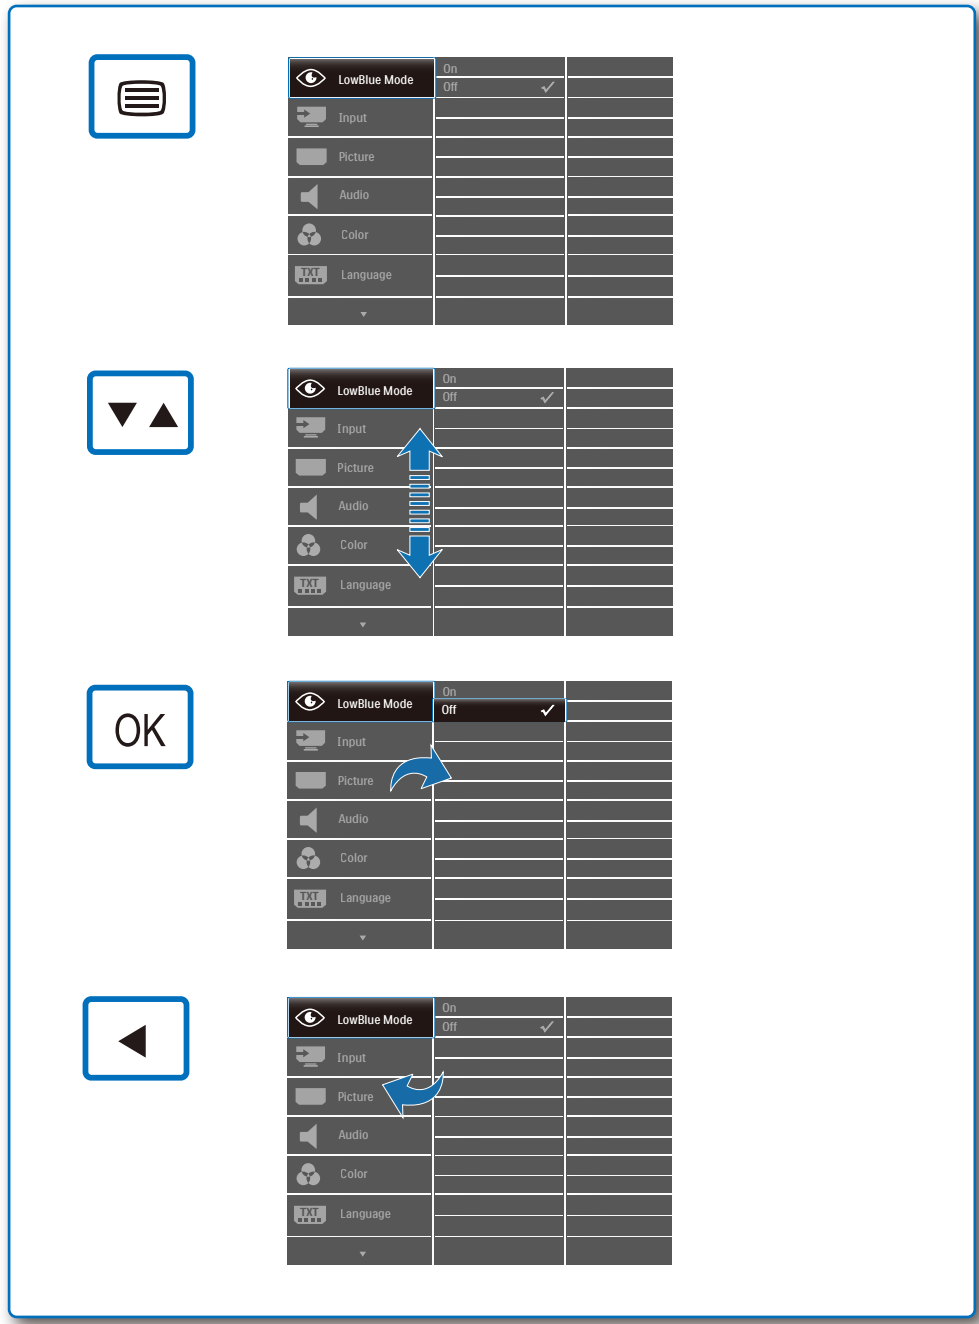 LowBlue Mode
On
Off
Input
Picture
Audio
Color
TXT Language
LowBlue Mode
On
Off
Input
Picture
Audio
Color
TXT Language
OK
LowBlue Mode
On
Off
Input
Picture
Audio
Color
TXT Language
LowBlue Mode
On
Off
Input
Picture
Audio
Color
TXT Language